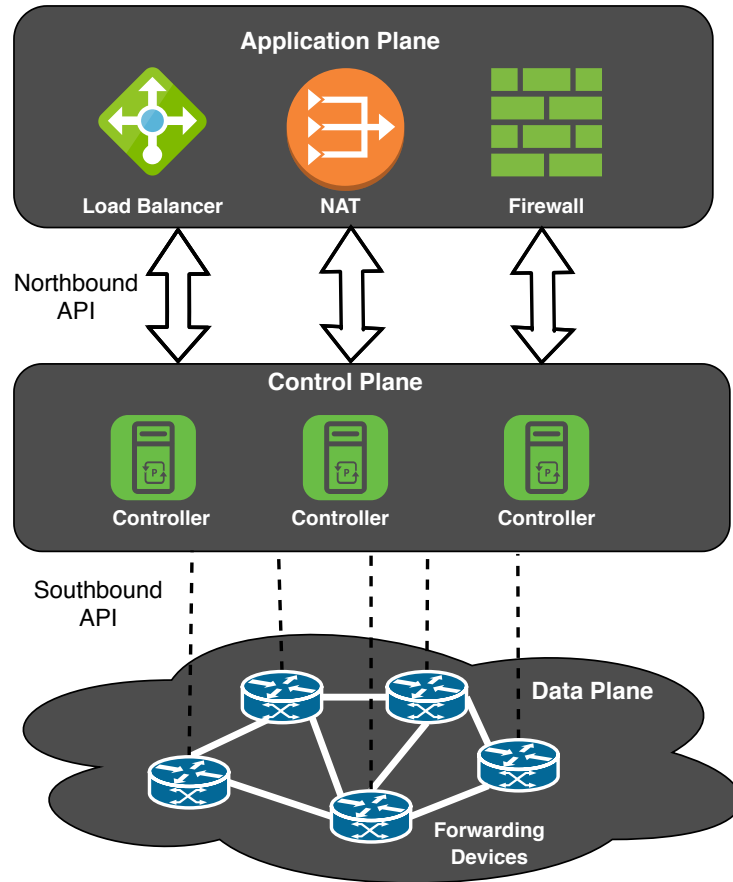 Application Plane
Load Balancer
NAT
Firewall
Northbound
API
Control Plane
P
P
P
Controller
Controller
Controller
Southbound
API
Data Plane
Forwarding
Devices